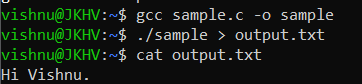 vishnu@JKHV:~$ gcc sample.c -o sample
vishnu@JKHV:~$ ./sample > output.txt
vishnu@JKHV:~$ cat output.txt
Hi Vishnu.